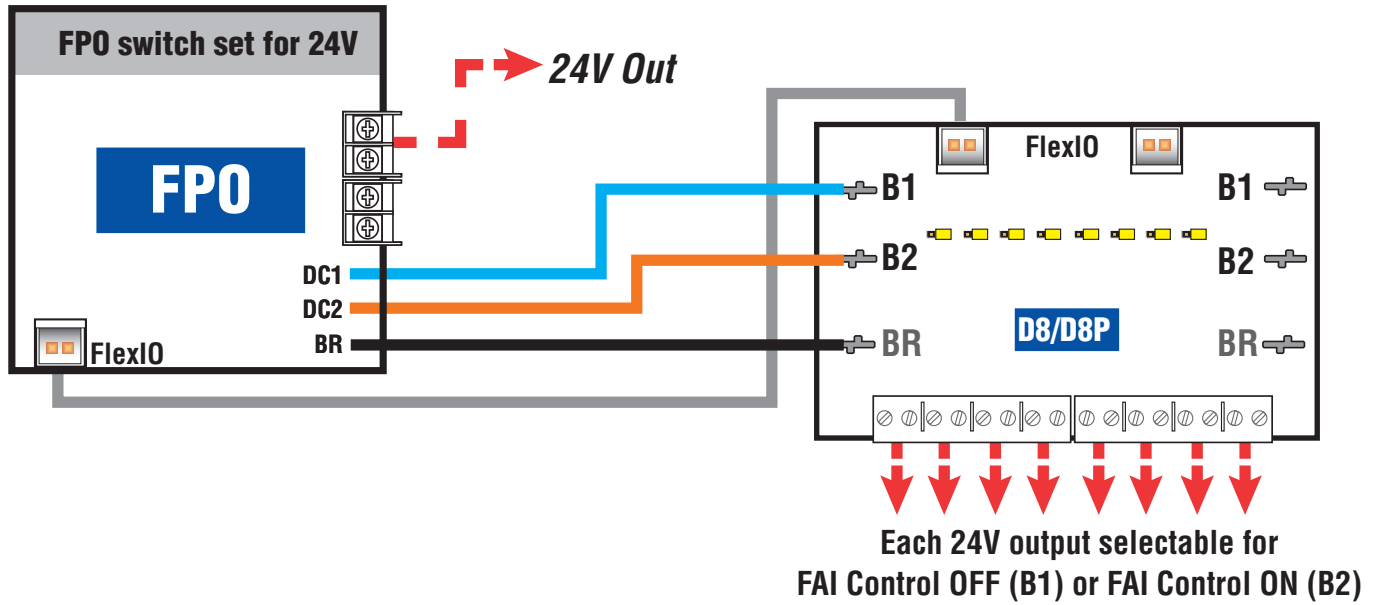 FPO switch set for 24V
24V Out
FPO
FlexIO
B1
B1
B2
B2
DC1
DC2
D8/D8P
BR
BR
BR
FlexIO
Each 24V output selectable for
FAI Control OFF (B1) or FAI Control ON (B2)